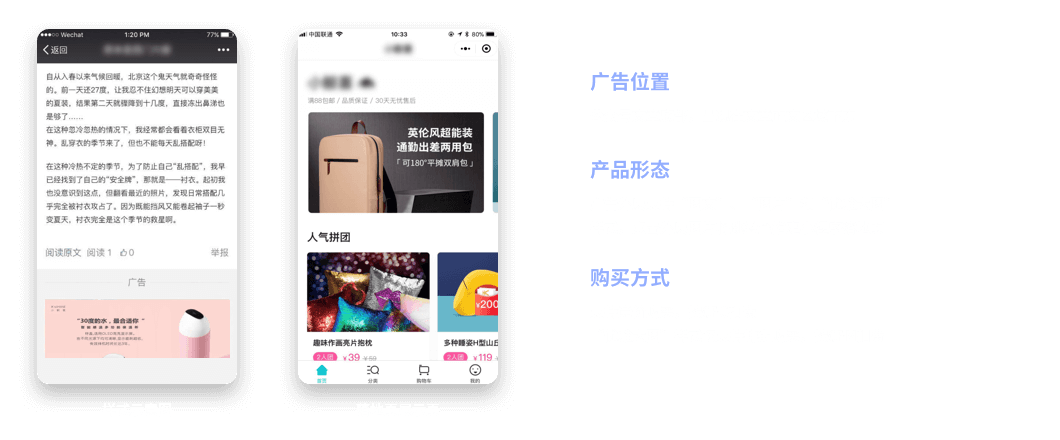 ●●●○○ Wechat 1:20 PM 77%
返回
自从入春以来气候回暖，北京这个鬼天气就奇奇怪怪
的。前一天还27度，让我忍不住幻想明天可以穿美美
的夏装，结果第二天就骤降到十几度，直接冻出鼻涕也
是够了……
在这种忽冷忽热的情况下，我经常都会看着衣柜双目无
神。乱穿衣的季节来了，但也不能每天乱搭配呀！
在这种冷热不定的季节，为了防止自己“乱搭配”，我早
已经找到了自己的“安全牌”，那就是——衬衣。起初我
也没意识到这点，但翻看最近的照片，发现日常搭配几
乎完全被衬衣攻占了。因为既能挡风又能卷起袖子一秒
变夏天，衬衣完全是这个季节的救星啊。
阅读原文 阅读 1 0 举报
广告
“30度的水，最合适你”
中国联通 10:33 80%
满88包邮 / 品质保证 / 30天无忧售后
英伦风超能装
通勤出差两用包
「 可180°平摊双肩包 」
人气拼团
¥200
趣味作画亮片抱枕
2人团 ¥39 ¥59
多种睡姿H型山丘
2人团 ¥119
首页 分类 购物车 我的
广告位置
产品形态
购买方式